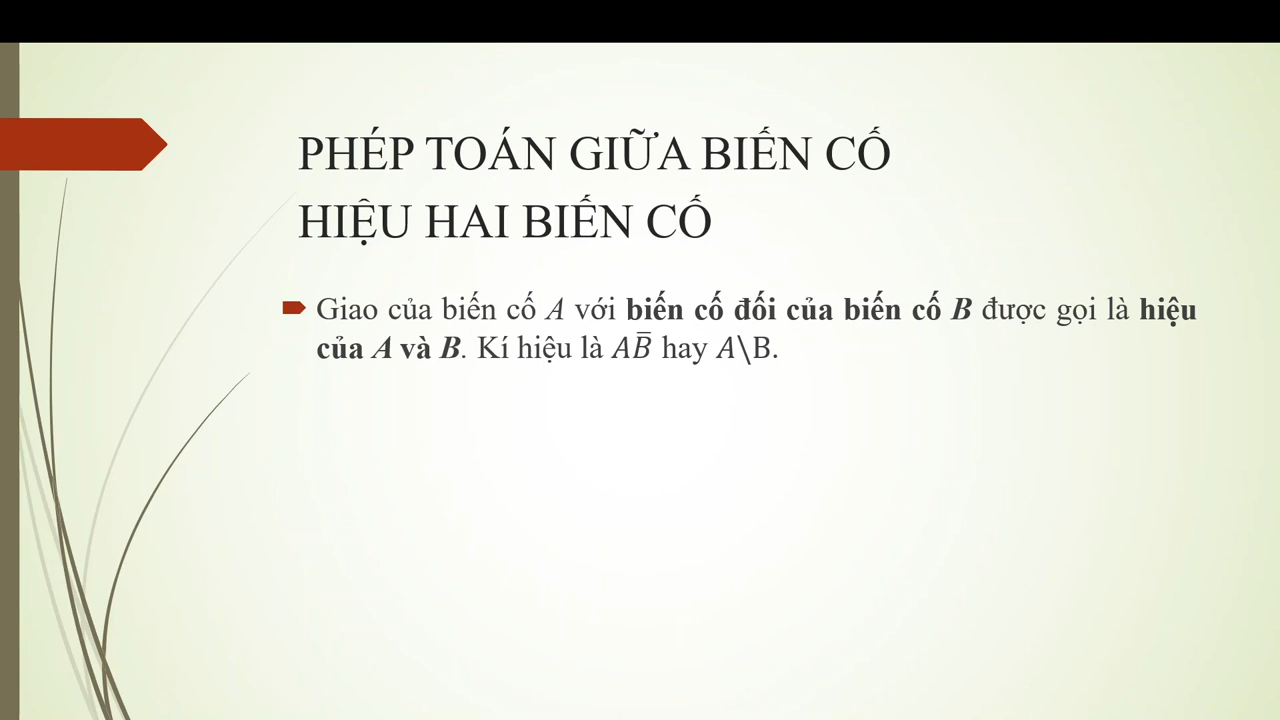 PHÉP TOÁN GIỮA BIẾN CỐ
HIỆU HAI BIẾN CỐ
Giao của biến cố A với biến cố đối của biến cố B được gọi là hiệu
của A và B. Kí hiệu là AB̅ hay A\B.